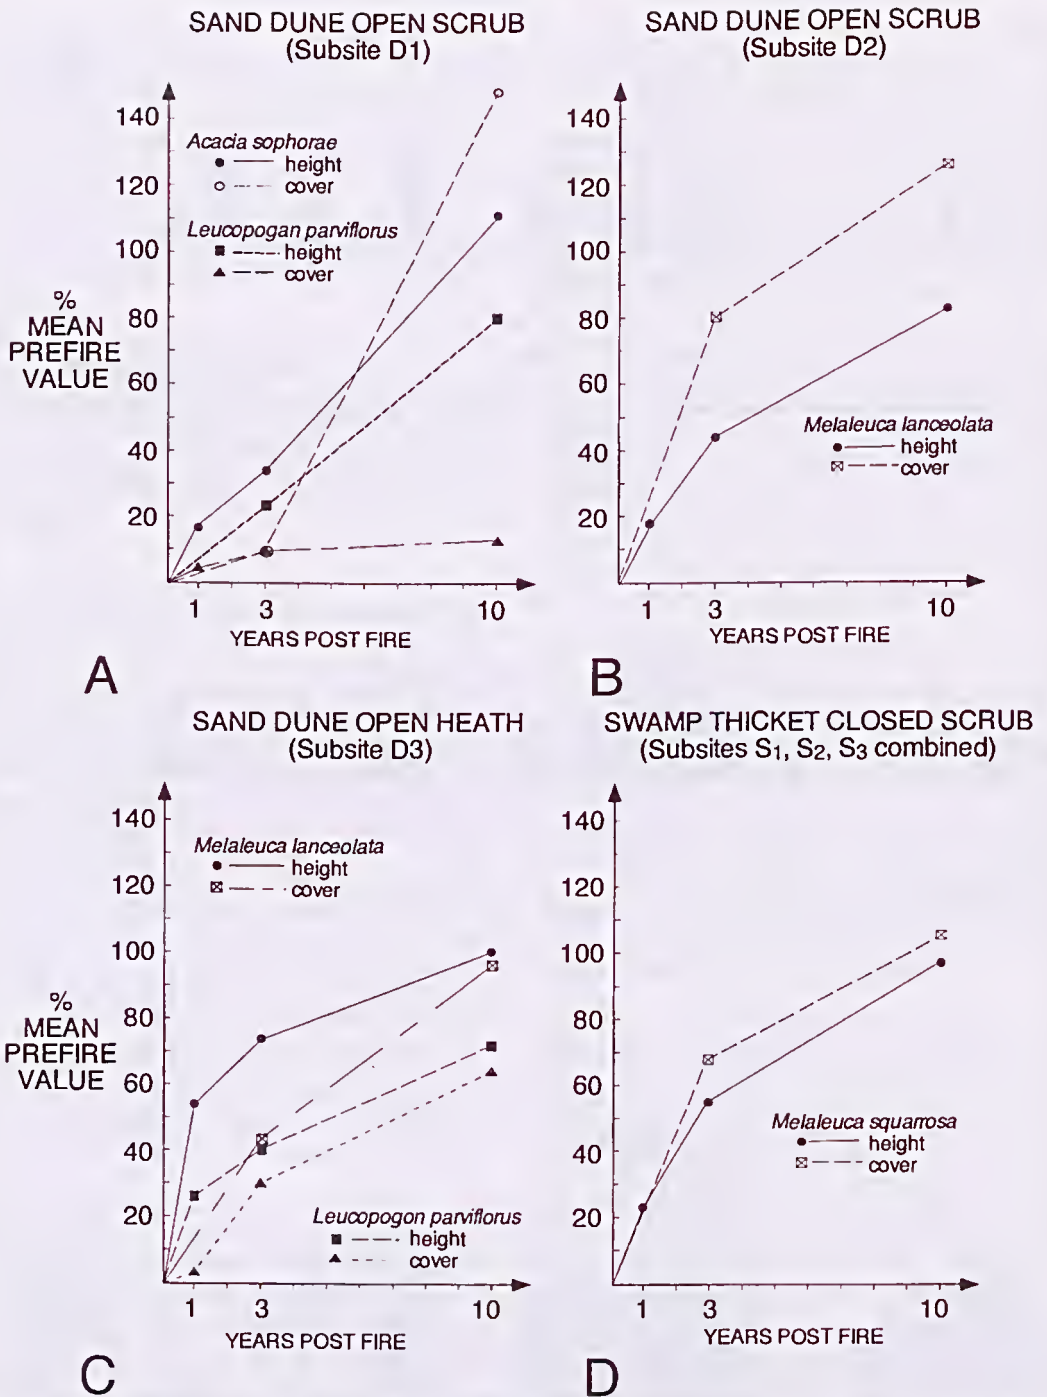 SAND DUNE OPEN SCRUB
(Subsite D1)
140
120
100
80
60
40
20
Acacia sophorae
height
cover
Leucopogan parviflorus
height
cover
%
MEAN
PREFIRE
VALUE
1 3 10
YEARS POST FIRE
A
SAND DUNE OPEN SCRUB
(Subsite D2)
140
120
100
80
60
40
20
Melaleuca lanceolata
height
cover
1 3 10
YEARS POST FIRE
B
SAND DUNE OPEN HEATH
(Subsite D3)
140
120
100
80
60
40
20
Melaleuca lanceolata
height
cover
%
MEAN
PREFIRE
VALUE
Leucopogon parviflorus
height
cover
1 3 10
YEARS POST FIRE
C
SWAMP THICKET CLOSED SCRUB
(Subsites S1, S2, S3 combined)
140
120
100
80
60
40
20
Melaleuca squarrosa
height
cover
1 3 10
YEARS POST FIRE
D